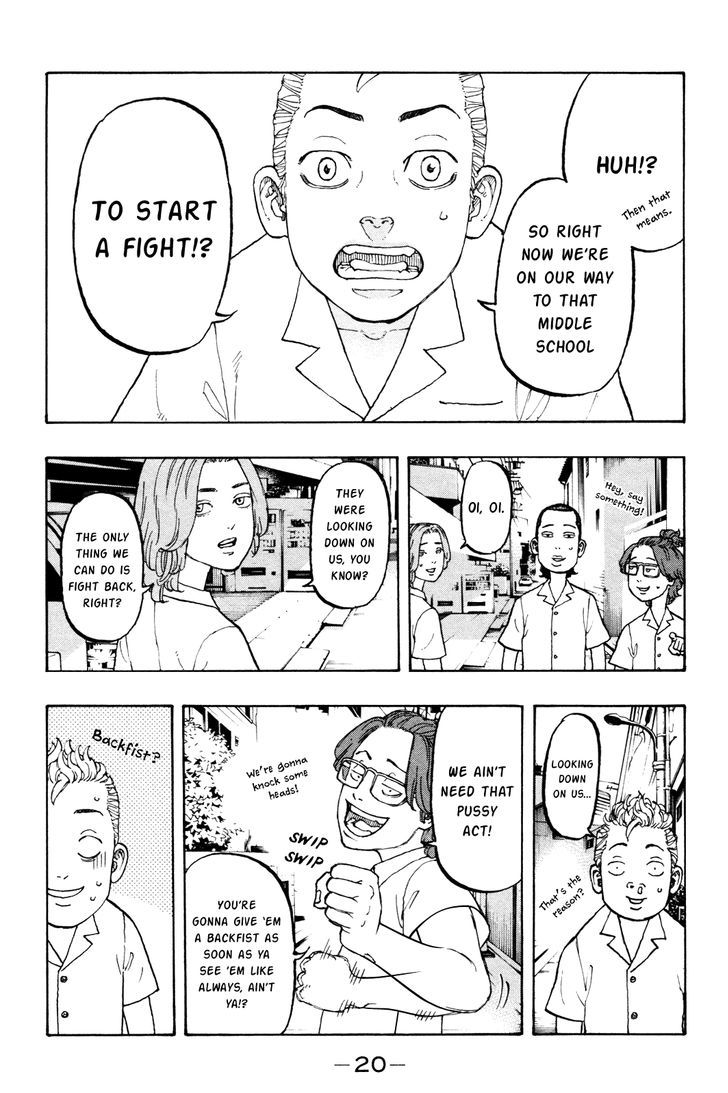 HUH!?
Then that
means.
SO RIGHT
NOW WE'RE
ON OUR WAY
TO THAT
MIDDLE
SCHOOL
TO START
A FIGHT!?
Hey, say
something!
OI, OI.
THEY
WERE
LOOKING
DOWN ON
US, YOU
KNOW?
THE ONLY
THING WE
CAN DO IS
FIGHT BACK,
RIGHT?
LOOKING
DOWN
ON US...
That's the
reason?
WE AIN'T
NEED THAT
PUSSY
ACT!
We're gonna
knock some
heads!
SWIP
SWIP
YOU'RE
GONNA GIVE 'EM
A BACKFIST AS
SOON AS YA
SEE 'EM LIKE
ALWAYS, AIN'T
YA!?
Backfist?
—20—